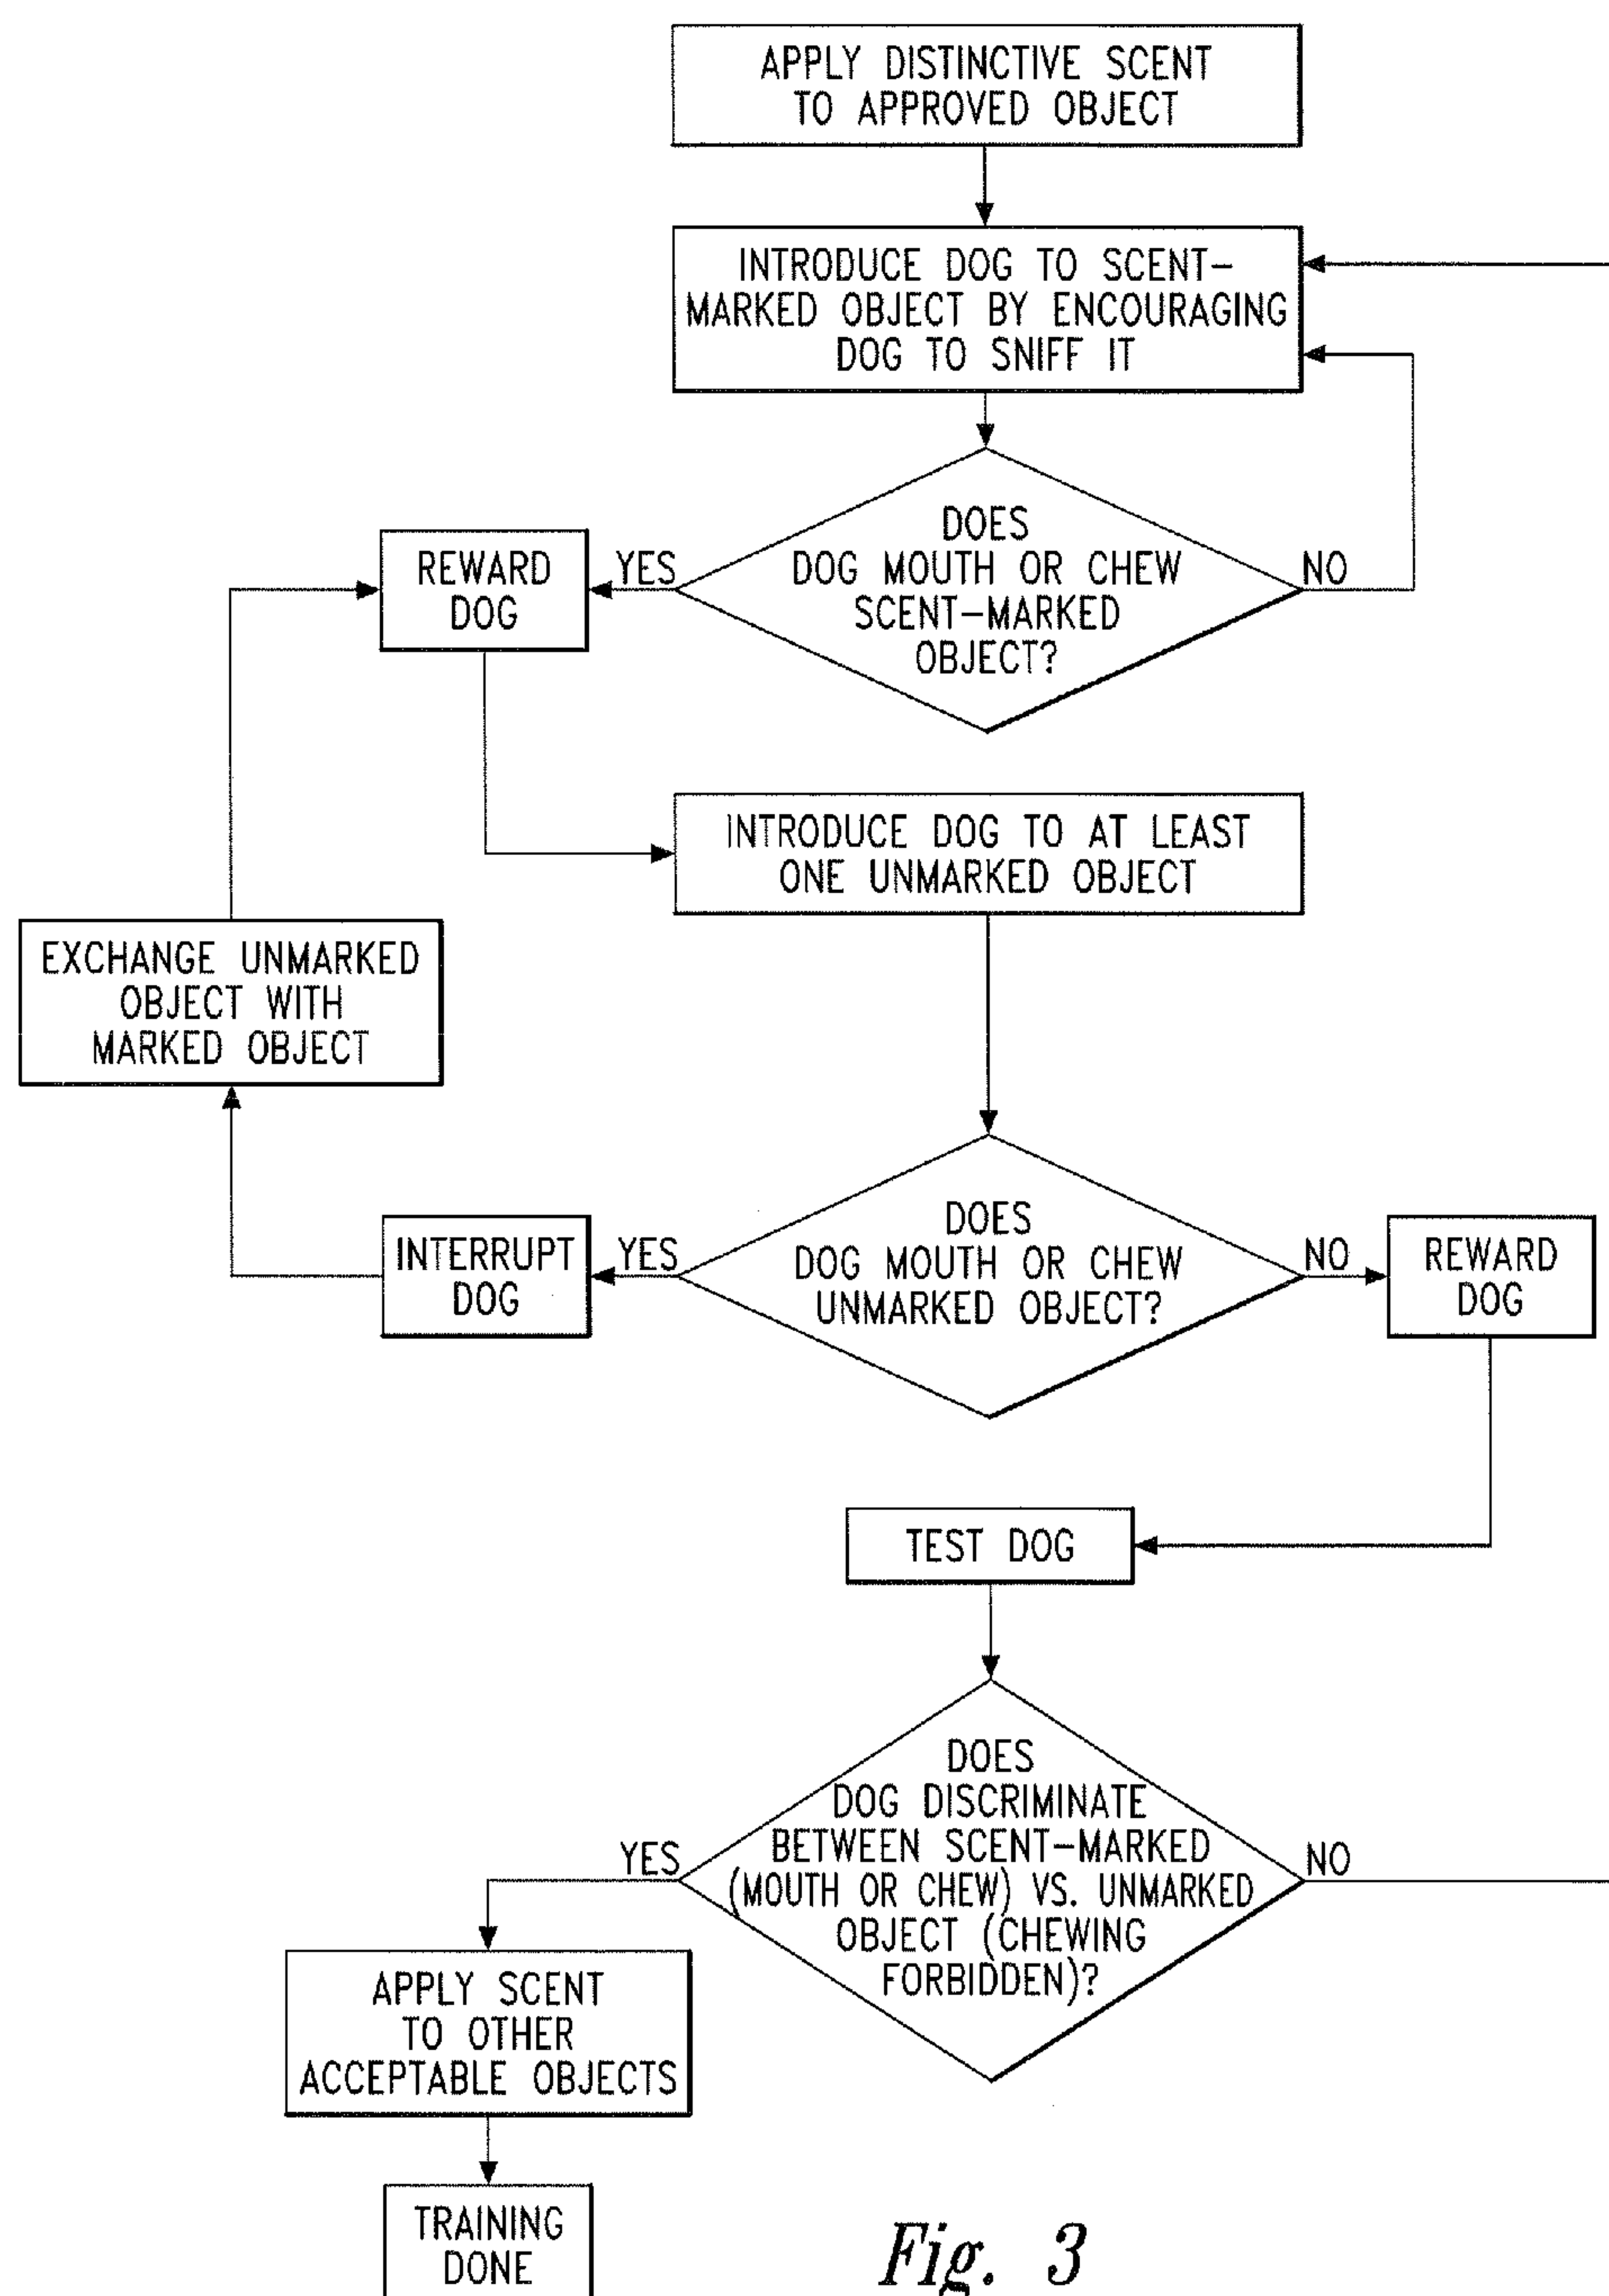 APPLY DISTINCTIVE SCENT
TO APPROVED OBJECT
INTRODUCE DOG TO SCENT-
MARKED OBJECT BY ENCOURAGING
DOG TO SNIFF IT
DOES
DOG MOUTH OR CHEW
SCENT-MARKED
OBJECT?
YES
NO
REWARD
DOG
INTRODUCE DOG TO AT LEAST
ONE UNMARKED OBJECT
EXCHANGE UNMARKED
OBJECT WITH
MARKED OBJECT
DOES
DOG MOUTH OR CHEW
UNMARKED OBJECT?
YES
NO
INTERRUPT
DOG
REWARD
DOG
TEST DOG
DOES
DOG DISCRIMINATE
BETWEEN SCENT-MARKED
(MOUTH OR CHEW) VS. UNMARKED
OBJECT (CHEWING
FORBIDDEN)?
YES
NO
APPLY SCENT
TO OTHER
ACCEPTABLE OBJECTS
TRAINING
DONE
Fig. 3